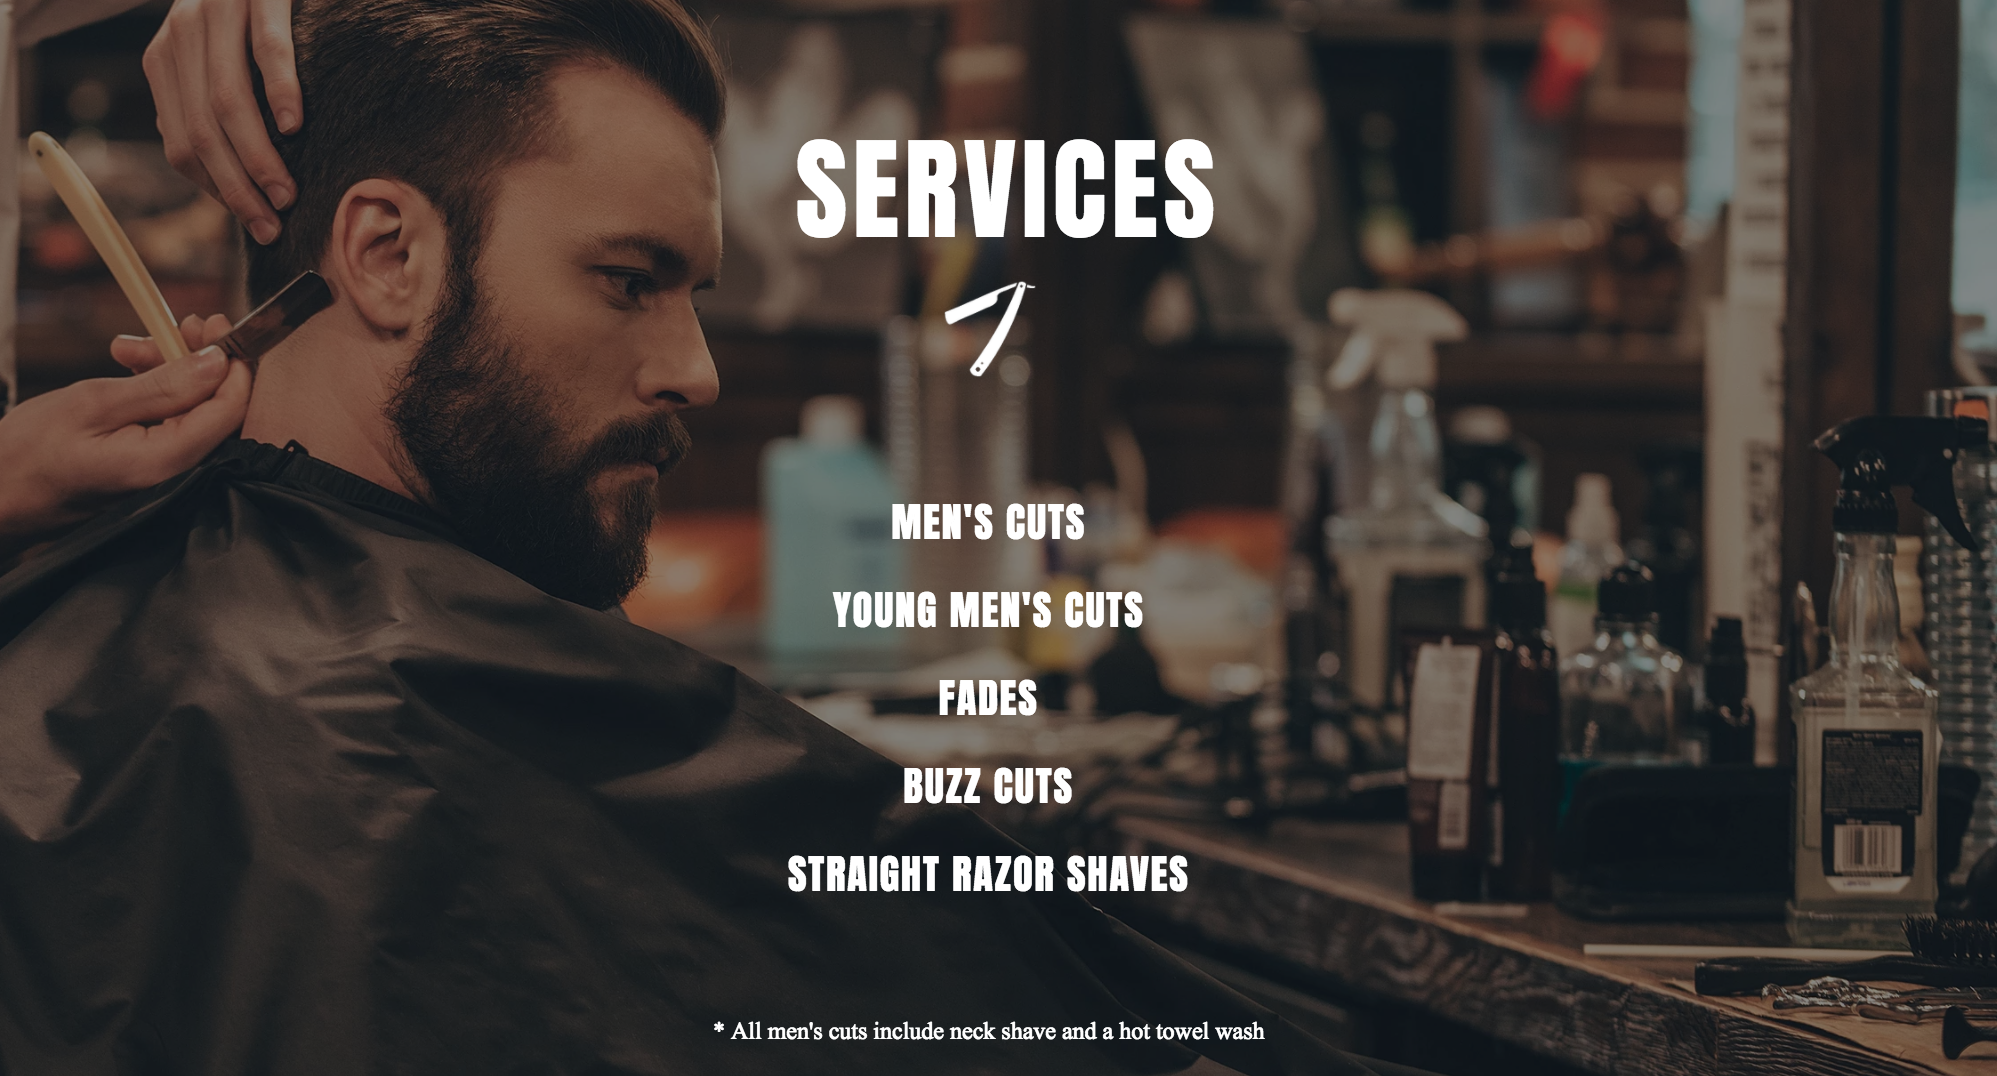 SERVICES
MEN'S CUTS
YOUNG MEN'S CUTS
FADES
BUZZ CUTS
STRAIGHT RAZOR SHAVES
* All men's cuts include neck shave and a hot towel wash